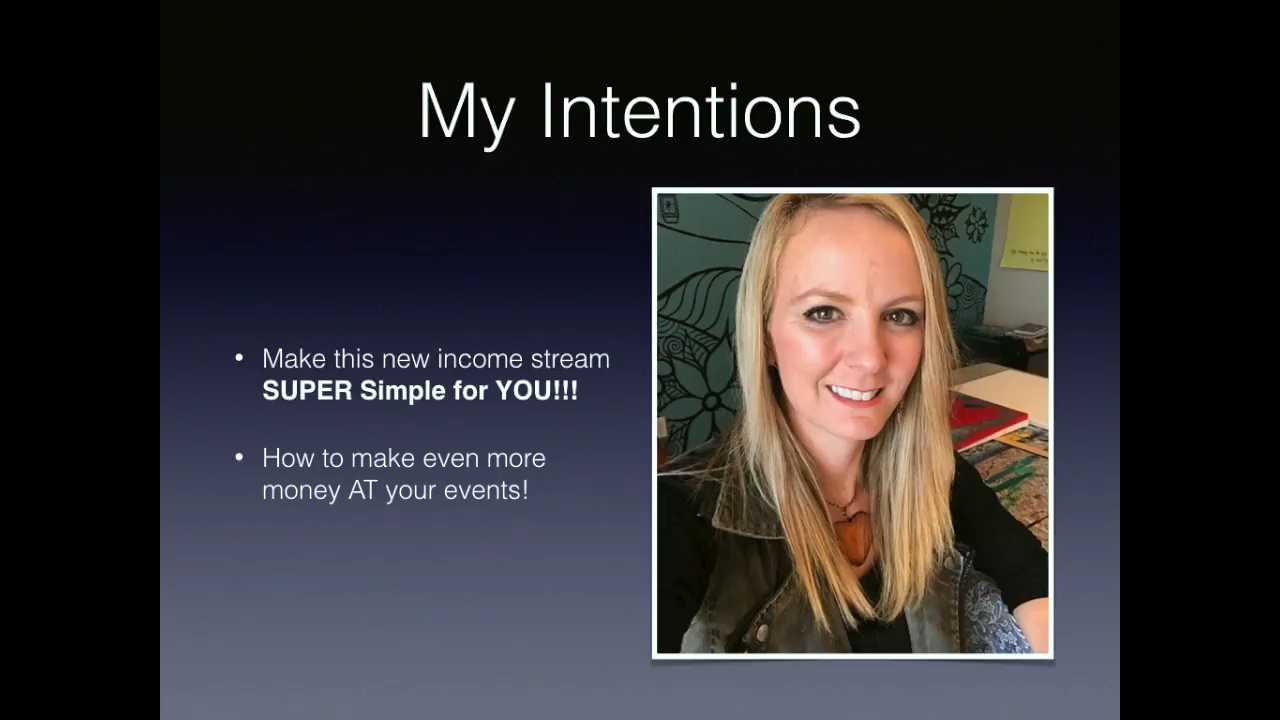 My Intentions
• Make this new income stream
SUPER Simple for YOU!!!
• How to make even more
money AT your events!